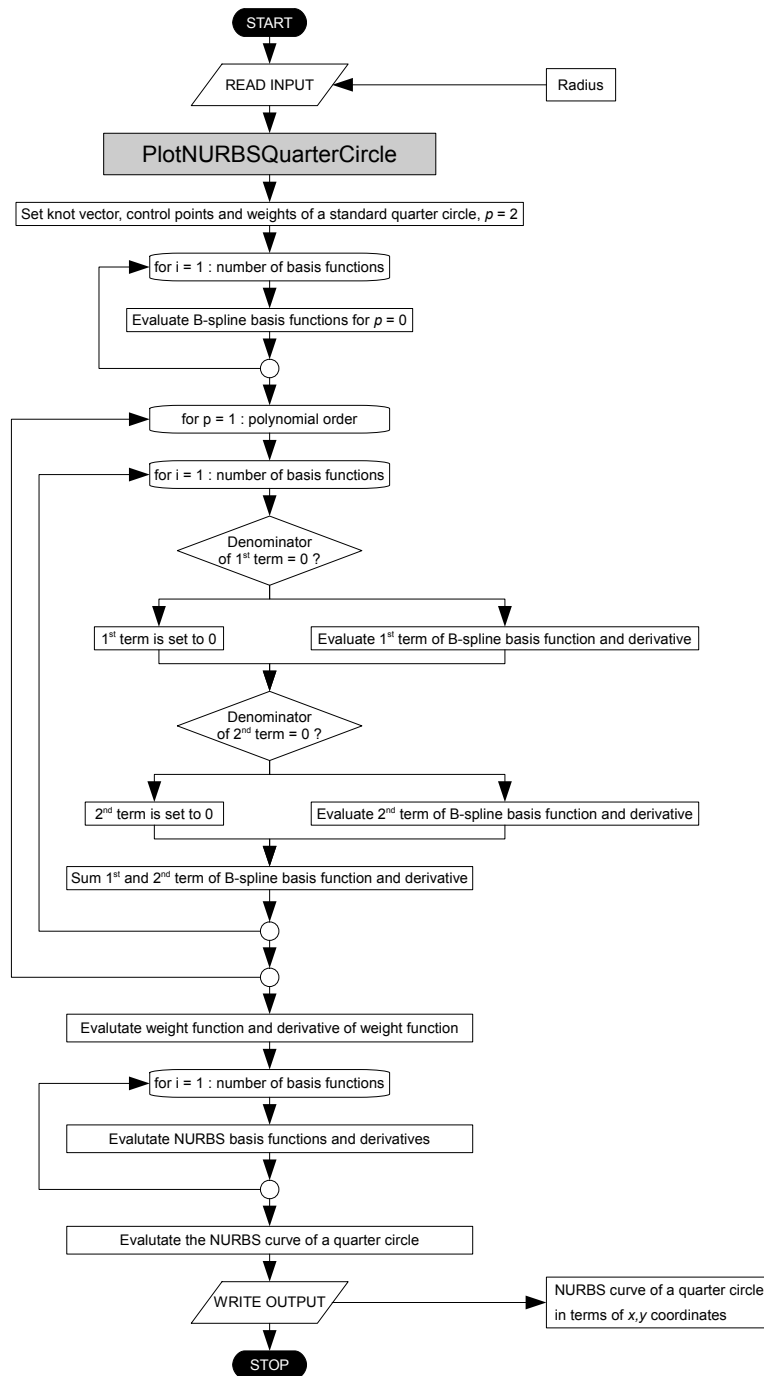 START
READ INPUT
Radius
PlotNURBSQuarterCircle
Set knot vector, control points and weights of a standard quarter circle, p = 2
for i = 1 : number of basis functions
Evaluate B-spline basis functions for p = 0
for p = 1 : polynomial order
for i = 1 : number of basis functions
Denominator
of 1st term = 0 ?
1st term is set to 0
Evaluate 1st term of B-spline basis function and derivative
Denominator
of 2nd term = 0 ?
2nd term is set to 0
Evaluate 2nd term of B-spline basis function and derivative
Sum 1st and 2nd term of B-spline basis function and derivative
Evalutate weight function and derivative of weight function
for i = 1 : number of basis functions
Evalutate NURBS basis functions and derivatives
Evalutate the NURBS curve of a quarter circle
WRITE OUTPUT
NURBS curve of a quarter circle
in terms of x,y coordinates
STOP